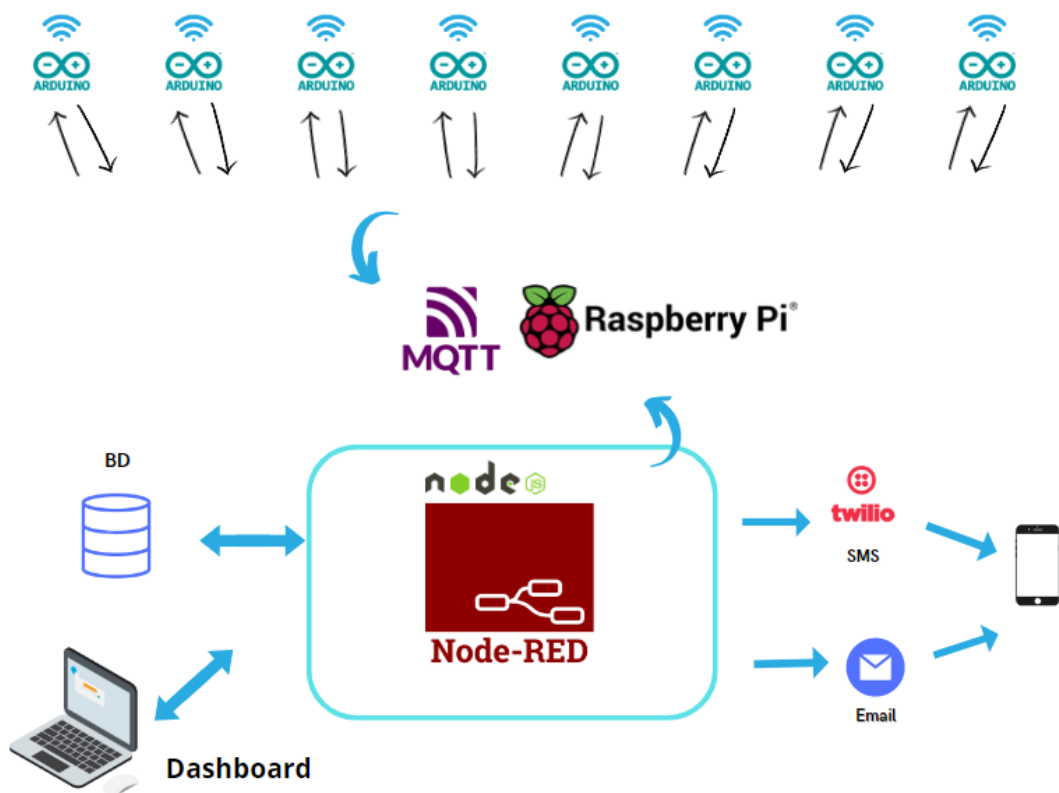 ARDUINO ARDUINO ARDUINO ARDUINO ARDUINO ARDUINO ARDUINO ARDUINO
MQTT
Raspberry Pi®
BD
node JS
Node-RED
twilio
SMS
Email
Dashboard